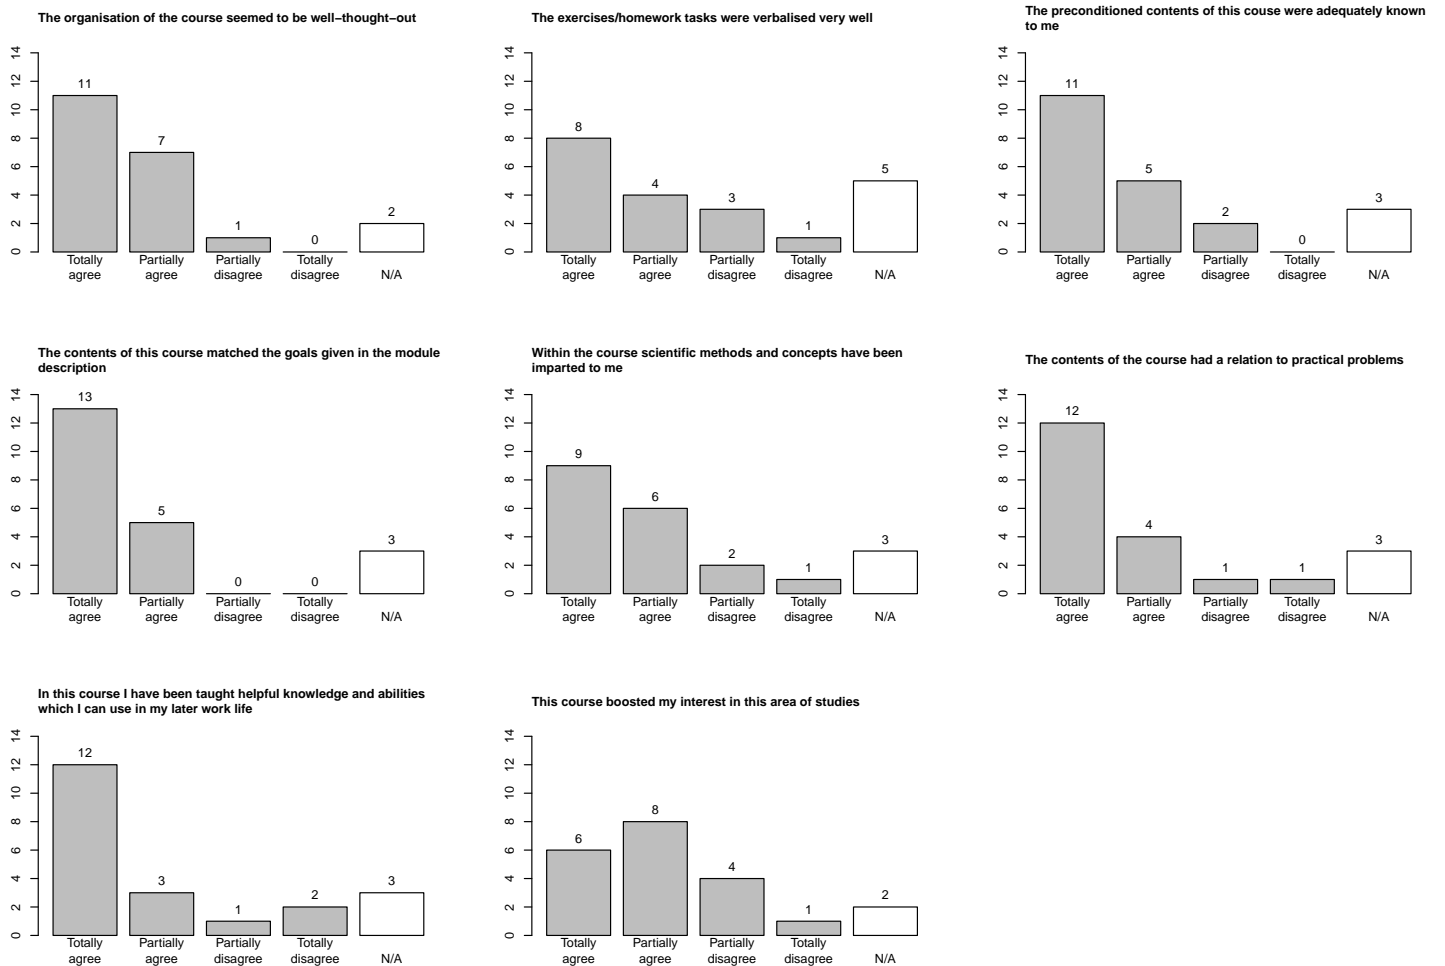 The organisation of the course seemed to be well−thought−out
14
12
10
8
6
4
2
0
11
7
1
0
2
Totally agree
Partially agree
Partially disagree
Totally disagree
N/A
The exercises/homework tasks were verbalised very well
14
12
10
8
6
4
2
0
8
4
3
1
5
Totally agree
Partially agree
Partially disagree
Totally disagree
N/A
The preconditioned contents of this couse were adequately known
to me
14
12
10
8
6
4
2
0
11
5
2
0
3
Totally agree
Partially agree
Partially disagree
Totally disagree
N/A
The contents of this course matched the goals given in the module
description
14
12
10
8
6
4
2
0
13
5
0
0
3
Totally agree
Partially agree
Partially disagree
Totally disagree
N/A
Within the course scientific methods and concepts have been
imparted to me
14
12
10
8
6
4
2
0
9
6
2
1
3
Totally agree
Partially agree
Partially disagree
Totally disagree
N/A
The contents of the course had a relation to practical problems
14
12
10
8
6
4
2
0
12
4
1
1
3
Totally agree
Partially agree
Partially disagree
Totally disagree
N/A
In this course I have been taught helpful knowledge and abilities
which I can use in my later work life
14
12
10
8
6
4
2
0
12
3
1
2
3
Totally agree
Partially agree
Partially disagree
Totally disagree
N/A
This course boosted my interest in this area of studies
14
12
10
8
6
4
2
0
6
8
4
1
2
Totally agree
Partially agree
Partially disagree
Totally disagree
N/A